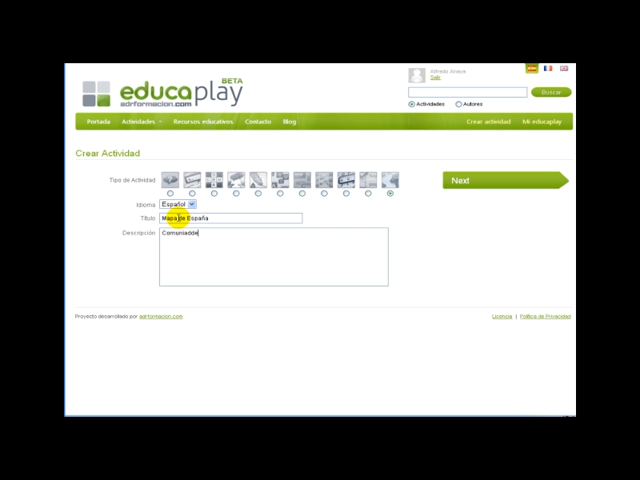 BETA
educaplay
adrformacion.com
Alfredo Anaya
Salir
Buscar
Actividades Autores
Portada Actividades Recursos educativos Contacto Blog Crear actividad Mi educaplay
Crear Actividad
Tipo de Actividad
Next
Idioma Español
Título Mapa de España
Descripción Comuniadde
Proyecto desarrollado por adrformacion.com Licencia | Política de Privacidad